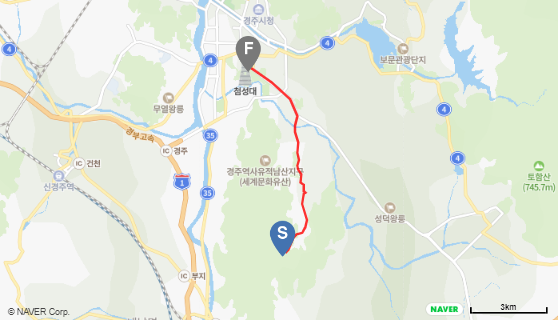 경주시청
4
F
4
보문관광단지
첨성대
무열왕릉
4
경부고속
35
IC 경주
IC 건천
경주역사유적남산지구
(세계문화유산)
4
토함산
(745.7m)
신경주역
1
35
성덕왕릉
S
IC 부지
© NAVER Corp.
NAVER
3km